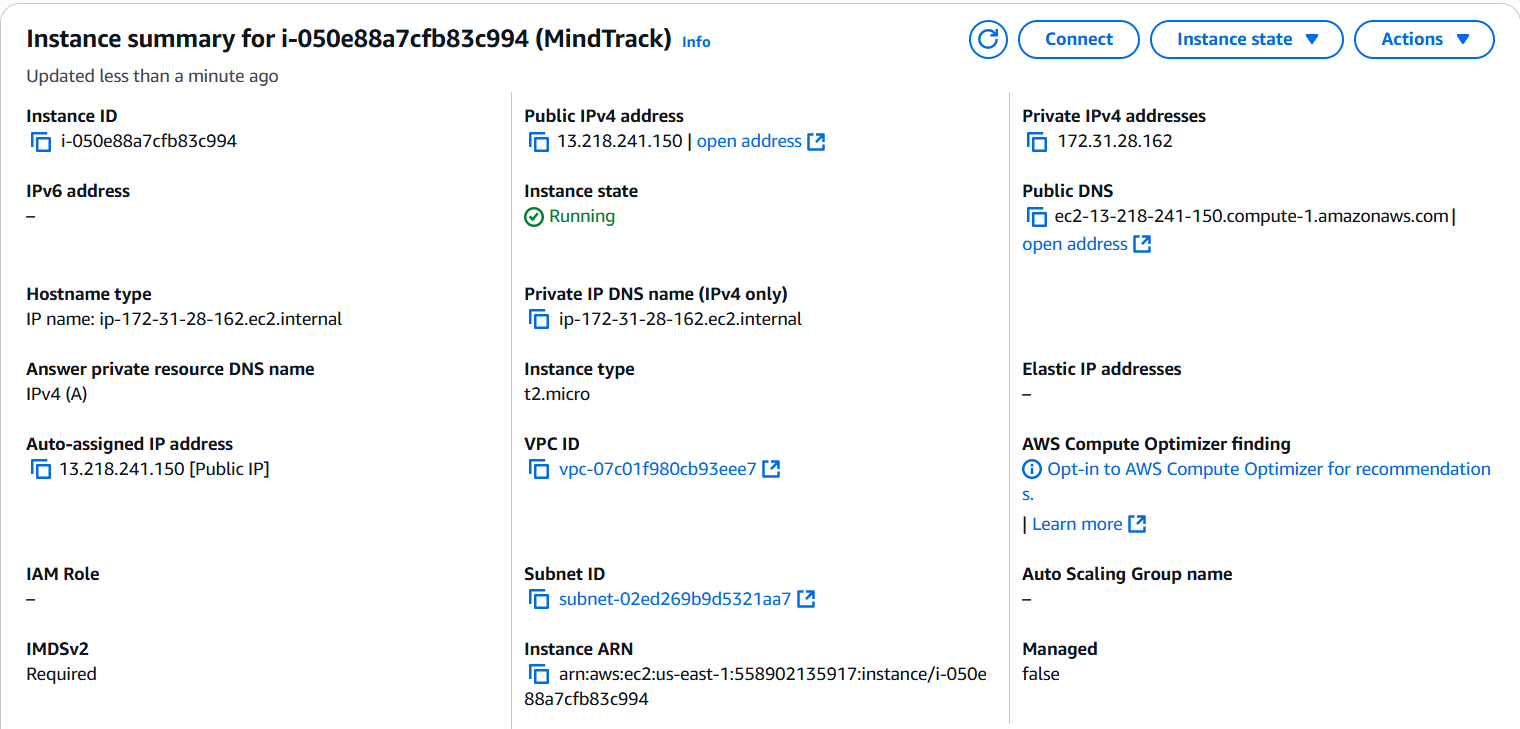 Instance summary for i-050e88a7cfb83c994 (MindTrack) Info
Connect
Instance state
Actions
Updated less than a minute ago
Instance ID
i-050e88a7cfb83c994
Public IPv4 address
13.218.241.150 | open address
Private IPv4 addresses
172.31.28.162
IPv6 address
–
Instance state
Running
Public DNS
ec2-13-218-241-150.compute-1.amazonaws.com |
open address
Hostname type
IP name: ip-172-31-28-162.ec2.internal
Private IP DNS name (IPv4 only)
ip-172-31-28-162.ec2.internal
Answer private resource DNS name
IPv4 (A)
Instance type
t2.micro
Elastic IP addresses
–
Auto-assigned IP address
13.218.241.150 [Public IP]
VPC ID
vpc-07c01f980cb93eee7
AWS Compute Optimizer finding
Opt-in to AWS Compute Optimizer for recommendation
s.
| Learn more
IAM Role
–
Subnet ID
subnet-02ed269b9d5321aa7
Auto Scaling Group name
–
IMDSv2
Required
Instance ARN
arn:aws:ec2:us-east-1:558902135917:instance/i-050e
88a7cfb83c994
Managed
false